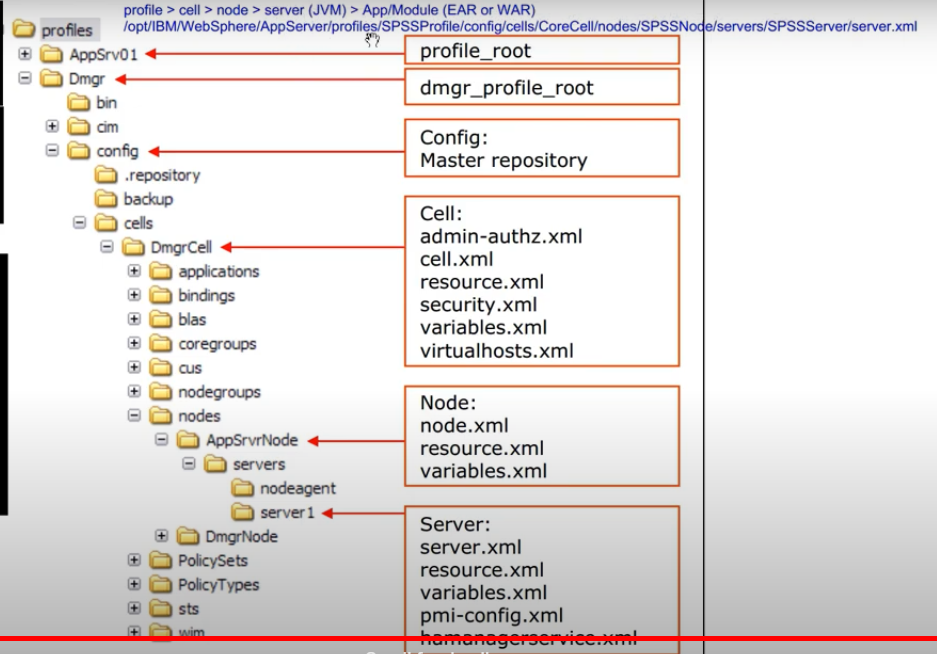 profile > cell > node > server (JVM) > App/Module (EAR or WAR)
/opt/IBM/WebSphere/AppServer/profiles/SPSSProfile/config/cells/CoreCell/nodes/SPSSNode/servers/SPSSServer/server.xml
profiles
AppSrv01
profile_root
Dmgr
dmgr_profile_root
bin
cim
config
Config:
Master repository
.repository
backup
cells
DmgrCell
Cell:
admin-authz.xml
cell.xml
resource.xml
security.xml
variables.xml
virtualhosts.xml
applications
bindings
blas
coregroups
cus
nodegroups
nodes
AppSrvrNode
Node:
node.xml
resource.xml
variables.xml
servers
nodeagent
server1
Server:
server.xml
resource.xml
variables.xml
pmi-config.xml
hamanagerservice.xml
DmgrNode
PolicySets
PolicyTypes
sts
wim